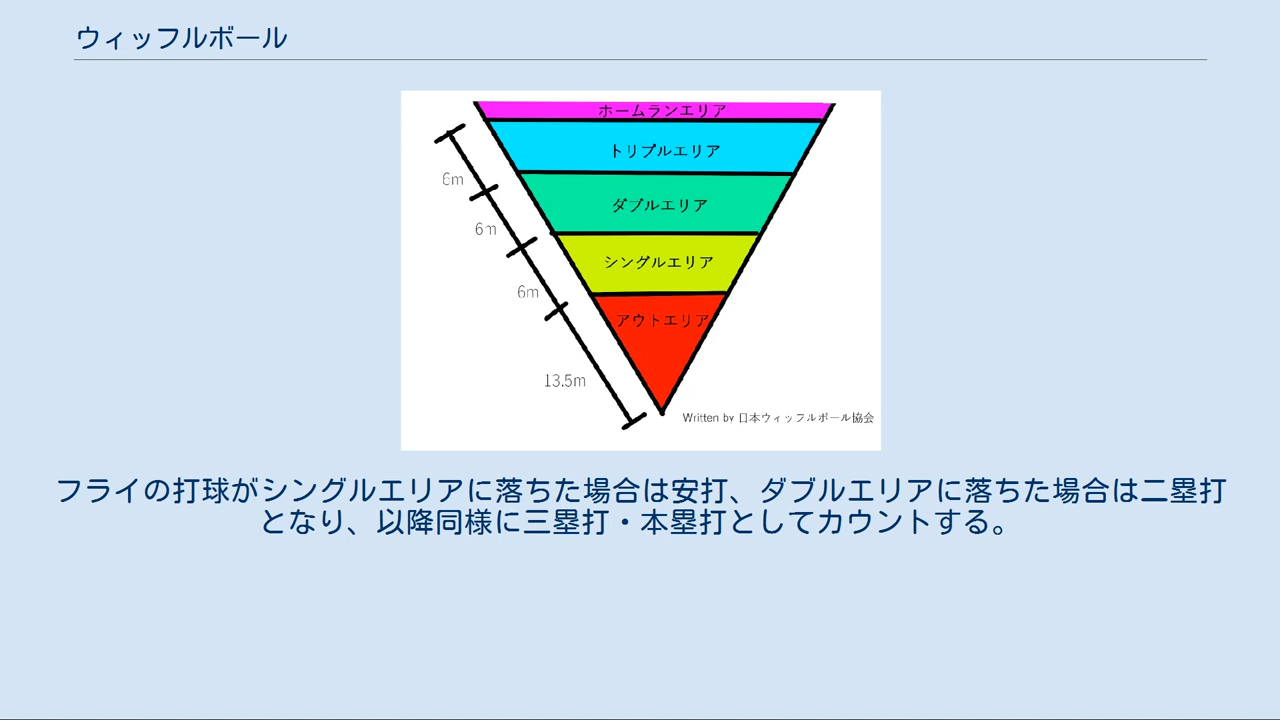 ウィッフルボール
ホームランエリア
トリプルエリア
6m
ダブルエリア
6m
シングルエリア
6m
アウトエリア
13.5m
Written by 日本ウィッフルボール協会
フライの打球がシングルエリアに落ちた場合は安打、ダブルエリアに落ちた場合は二塁打
となり、以降同様に三塁打・本塁打としてカウントする。